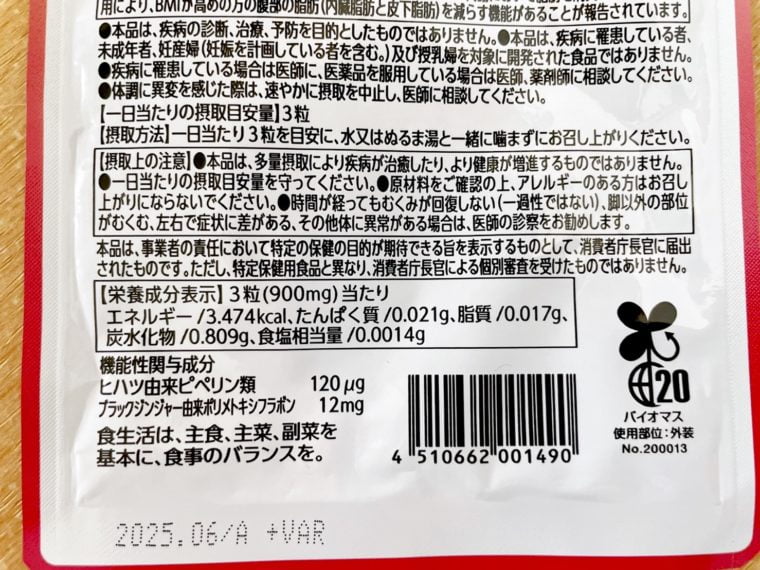 用により、BMIが高めの方の腹部の脂肪(内臓脂肪と皮下脂肪)を減らす機能があることが報告されています。
●本品は、疾病の診断、治療、予防を目的としたものではありません。●本品は、疾病に罹患している者、
未成年者、妊産婦(妊娠を計画している者を含む。)及び授乳婦を対象に開発された食品ではありません。
●疾病に罹患している場合は医師に、医薬品を服用している場合は医師、薬剤師に相談してください。
●体調に異変を感じた際は、速やかに摂取を中止し、医師に相談してください。
【一日当たりの摂取目安量】3粒
【摂取方法】一日当たり3粒を目安に、水又はぬるま湯と一緒に噛まずにお召し上がりください。
【摂取上の注意】●本品は、多量摂取により疾病が治癒したり、より健康が増進するものではありません。
●一日当たりの摂取目安量を守ってください。●原材料をご確認の上、アレルギーのある方はお召し
上がりにならないでください。●時間が経ってもむくみが回復しない(一過性ではない)、脚以外の部位
がむくむ、左右で症状に差がある、その他体に異常がある場合は、医師の診察をお勧めします。
本品は、事業者の責任において特定の保健の目的が期待できる旨を表示するものとして、消費者庁長官に届出
されたものです。ただし、特定保健用食品と異なり、消費者庁長官による個別審査を受けたものではありません。
【栄養成分表示】3粒(900mg)当たり
エネルギー/3.474kcal、たんぱく質/0.021g、脂質/0.017g、
炭水化物/0.809g、食塩相当量/0.0014g
機能性関与成分
ヒハツ由来ピペリン類 120μg
ブラックジンジャー由来ポリメトキシフラボン 12mg
食生活は、主食、主菜、副菜を
基本に、食事のバランスを。
4 510662 001490
20
バイオマス
使用部位:外装
No.200013
2025.06/A +VAR